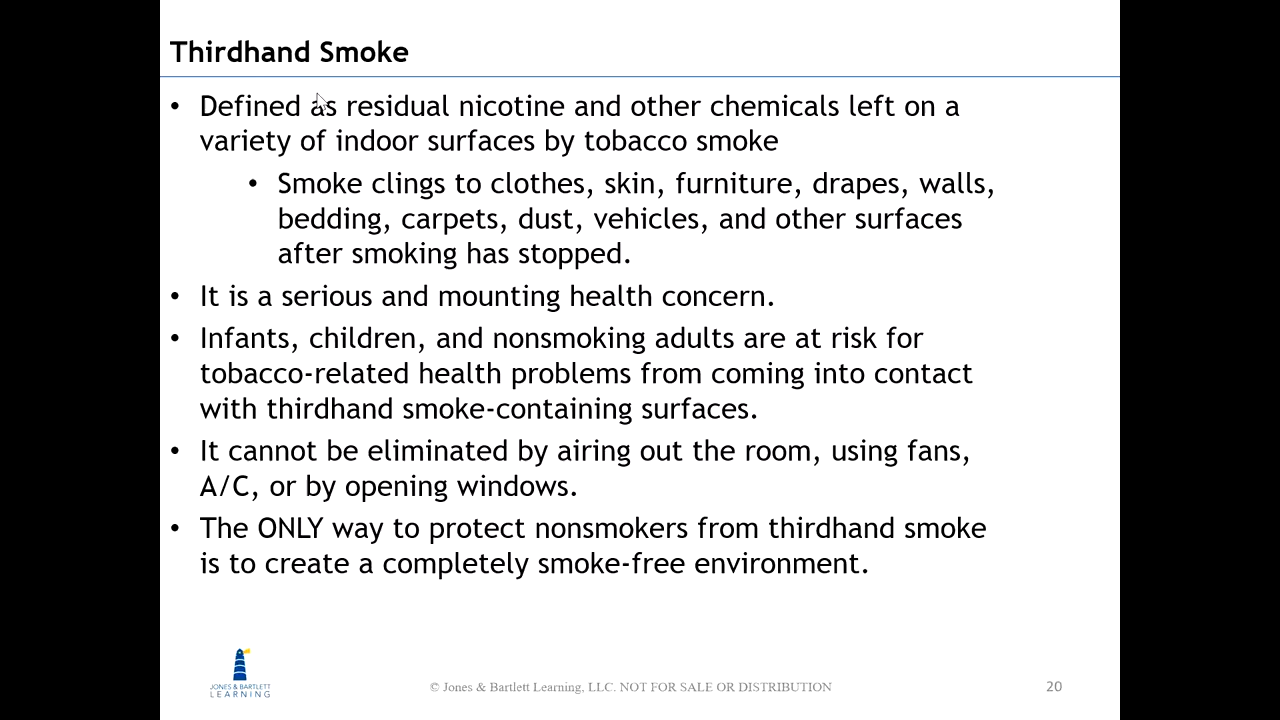 Thirdhand Smoke
• Defined as residual nicotine and other chemicals left on a
variety of indoor surfaces by tobacco smoke
• Smoke clings to clothes, skin, furniture, drapes, walls,
bedding, carpets, dust, vehicles, and other surfaces
after smoking has stopped.
• It is a serious and mounting health concern.
• Infants, children, and nonsmoking adults are at risk for
tobacco-related health problems from coming into contact
with thirdhand smoke-containing surfaces.
• It cannot be eliminated by airing out the room, using fans,
A/C, or by opening windows.
• The ONLY way to protect nonsmokers from thirdhand smoke
is to create a completely smoke-free environment.
JONES & BARTLETT
LEARNING
© Jones & Bartlett Learning, LLC. NOT FOR SALE OR DISTRIBUTION
20